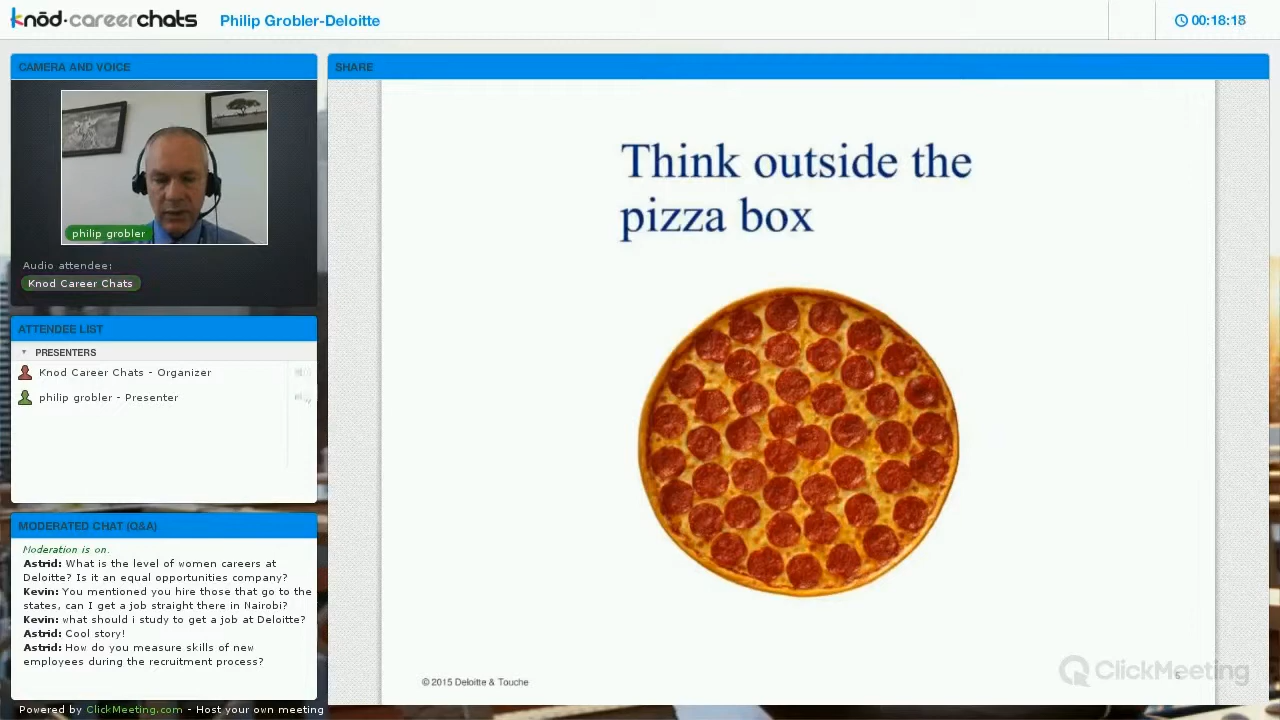 knōd·careerchats
Philip Grobler-Deloitte
00:18:18
CAMERA AND VOICE
philip grobler
Audio attendee:
Knod Career Chats
ATTENDEE LIST
PRESENTERS
Knod Career Chats - Organizer
philip grobler - Presenter
MODERATED CHAT (Q&A)
Moderation is on.
Astrid: What is the level of women careers at
Deloitte? Is it an equal opportunities company?
Kevin: You mentioned you hire those that go to the
states, can I get a job straight there in Nairobi?
Kevin: what should i study to get a job at Deloitte?
Astrid: Cool story!
Astrid: How do you measure skills of new
employees during the recruitment process?
Powered by ClickMeeting.com - Host your own meeting
SHARE
Think outside the
pizza box
© 2015 Deloitte & Touche
ClickMeeting